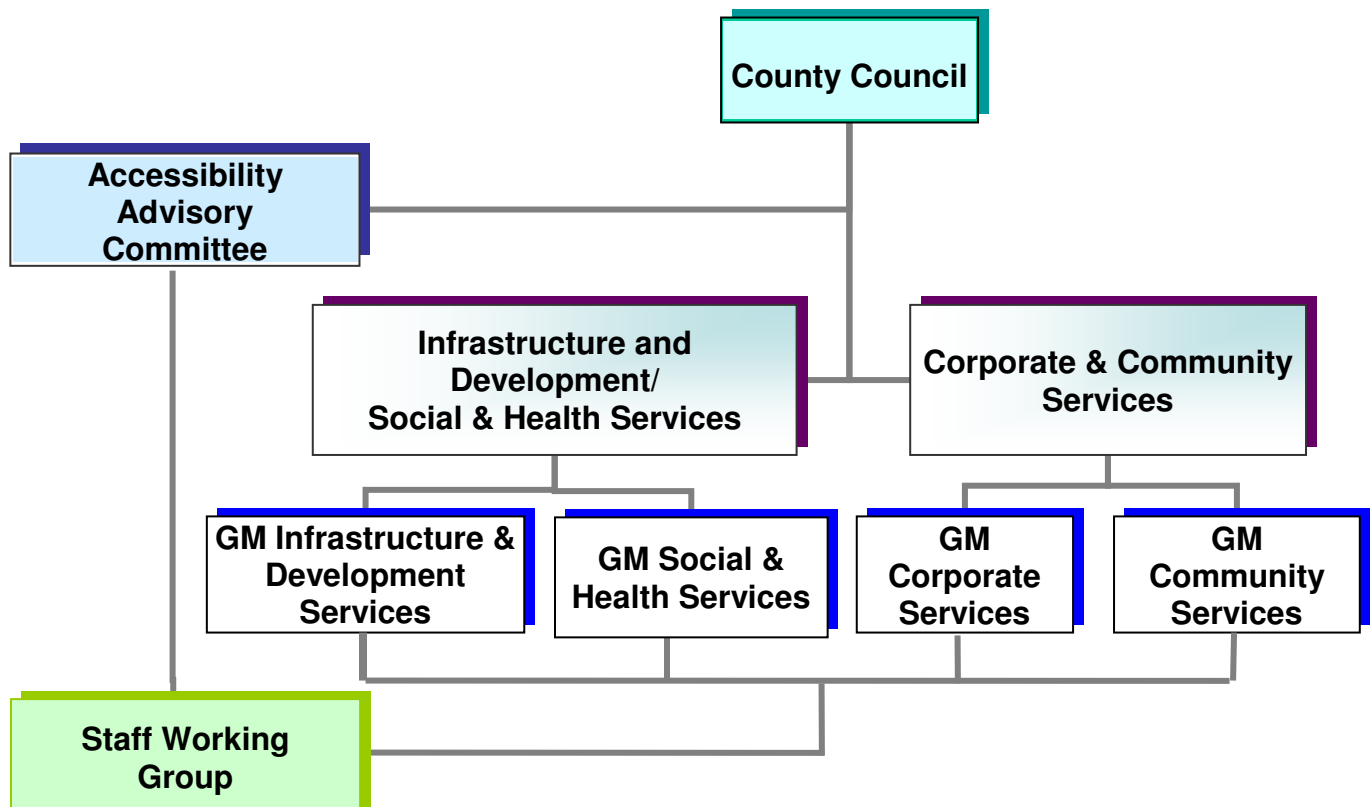 County Council
Accessibility
Advisory
Committee
Infrastructure and
Development/
Social & Health Services
Corporate & Community
Services
GM Infrastructure &
Development
Services
GM Social &
Health Services
GM
Corporate
Services
GM
Community
Services
Staff Working
Group